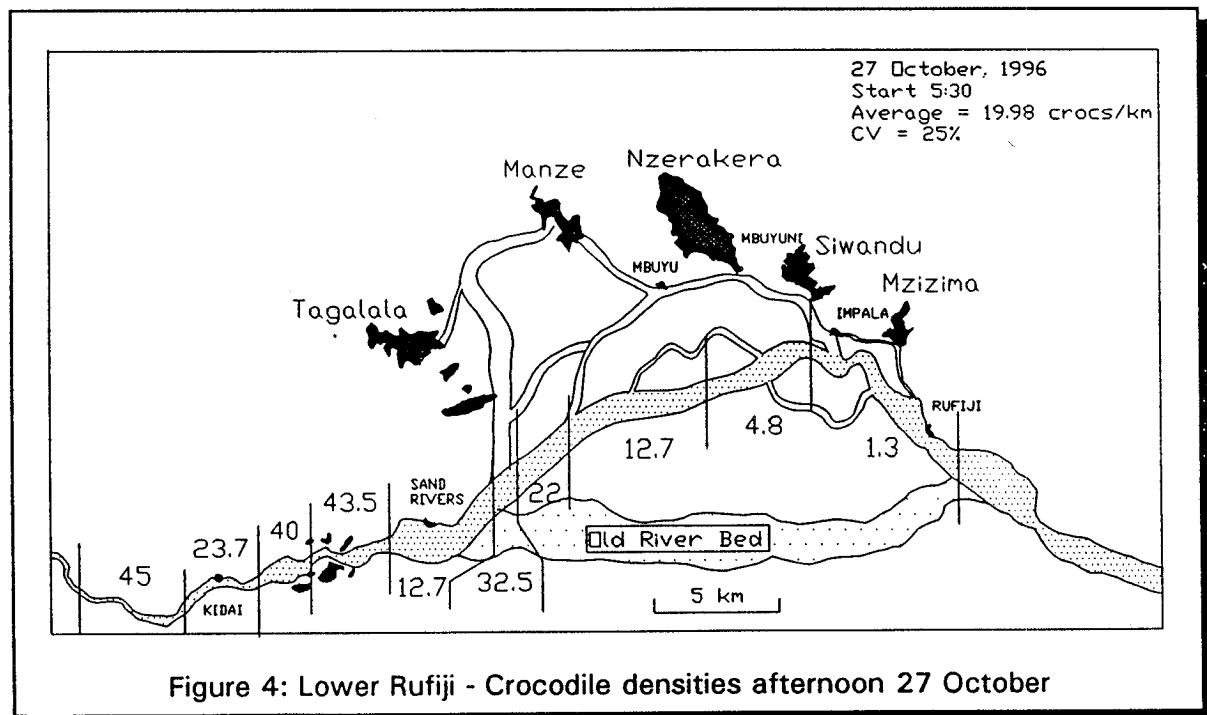 27 October, 1996
Start 5:30
Average = 19.98 crocs/km
CV = 25%
Nzerakera
Manze
MBUYUNI
Siwandu
MBUYU
Mzizima
Tagalala
IMPALA
RUFIJI
12.7
4.8
1.3
SAND
RIVERS
22
43.5
40
23.7
45
KIDAI
12.7
32.5
Old River Bed
5 km
Figure 4: Lower Rufiji - Crocodile densities afternoon 27 October